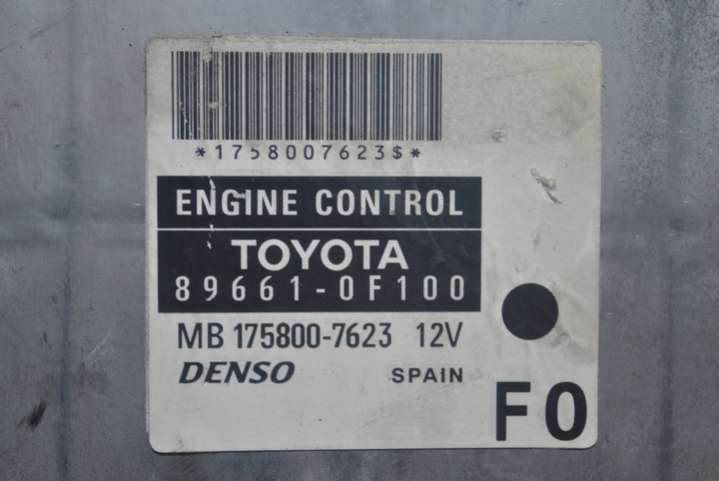 *1758007623$*
ENGINE CONTROL
TOYOTA
89661-0F100
MB 175800-7623 12V
DENSO SPAIN
F0